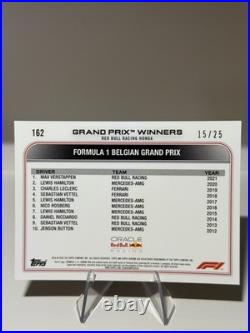 162
GRAND PRIX™ WINNERS
RED BULL RACING HONDA
15/25
FORMULA 1 BELGIAN GRAND PRIX
DRIVER TEAM YEAR
1. MAX VERSTAPPEN RED BULL RACING 2021
2. LEWIS HAMILTON MERCEDES-AMG 2020
3. CHARLES LECLERC FERRARI 2019
4. SEBASTIAN VETTEL FERRARI 2018
5. LEWIS HAMILTON MERCEDES-AMG 2017
6. NICO ROSBERG MERCEDES-AMG 2016
7. LEWIS HAMILTON MERCEDES-AMG 2015
8. DANIEL RICCIARDO RED BULL RACING 2014
9. SEBASTIAN VETTEL RED BULL RACING 2013
10. JENSON BUTTON MERCEDES-AMG 2012
ORACLE
Red Bull
RACING
Topps
F1